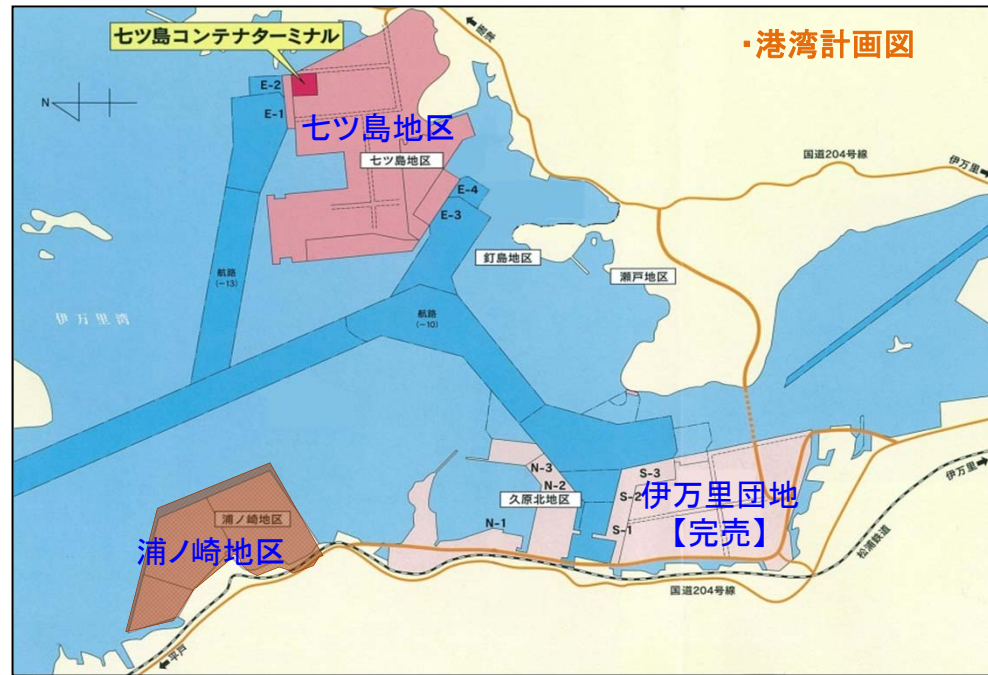 七ツ島コンテナターミナル
・港湾計画図
唐津
N
E-2
E-1
七ツ島地区
七ツ島地区
国道204号線
伊万里
E-4
E-3
釘島地区
瀬戸地区
航路
(-13)
航路
(-10)
伊万里湾
N-3
N-2
久原北地区
N-1
S-3
S-2
S-1
伊万里団地
【完売】
伊万里
松浦鉄道
浦ノ崎地区
浦ノ崎地区
国道204号線
平戸